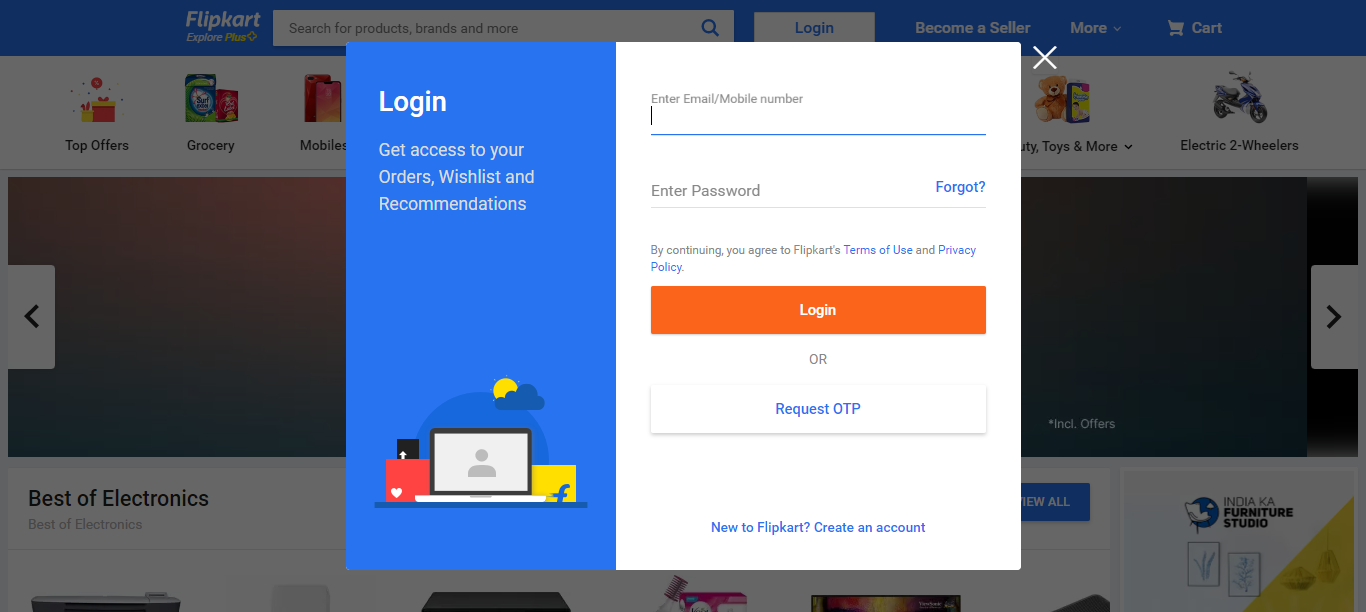 Flipkart
Explore Plus
Search for products, brands and more
Login
Become a Seller
More
Cart
Top Offers
Grocery
Mobiles
uty, Toys & More
Electric 2-Wheelers
Login
Get access to your
Orders, Wishlist and
Recommendations
Enter Email/Mobile number
Enter Password
Forgot?
By continuing, you agree to Flipkart's Terms of Use and Privacy
Policy.
Login
OR
Request OTP
New to Flipkart? Create an account
*Incl. Offers
Best of Electronics
Best of Electronics
VIEW ALL
INDIA KA
FURNITURE
STUDIO